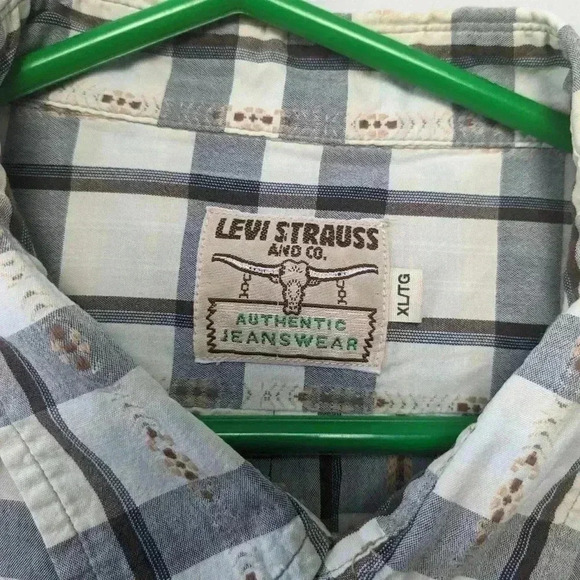 LEVI STRAUSS
AND CO.
AUTHENTIC
JEANSWEAR
XL/TG